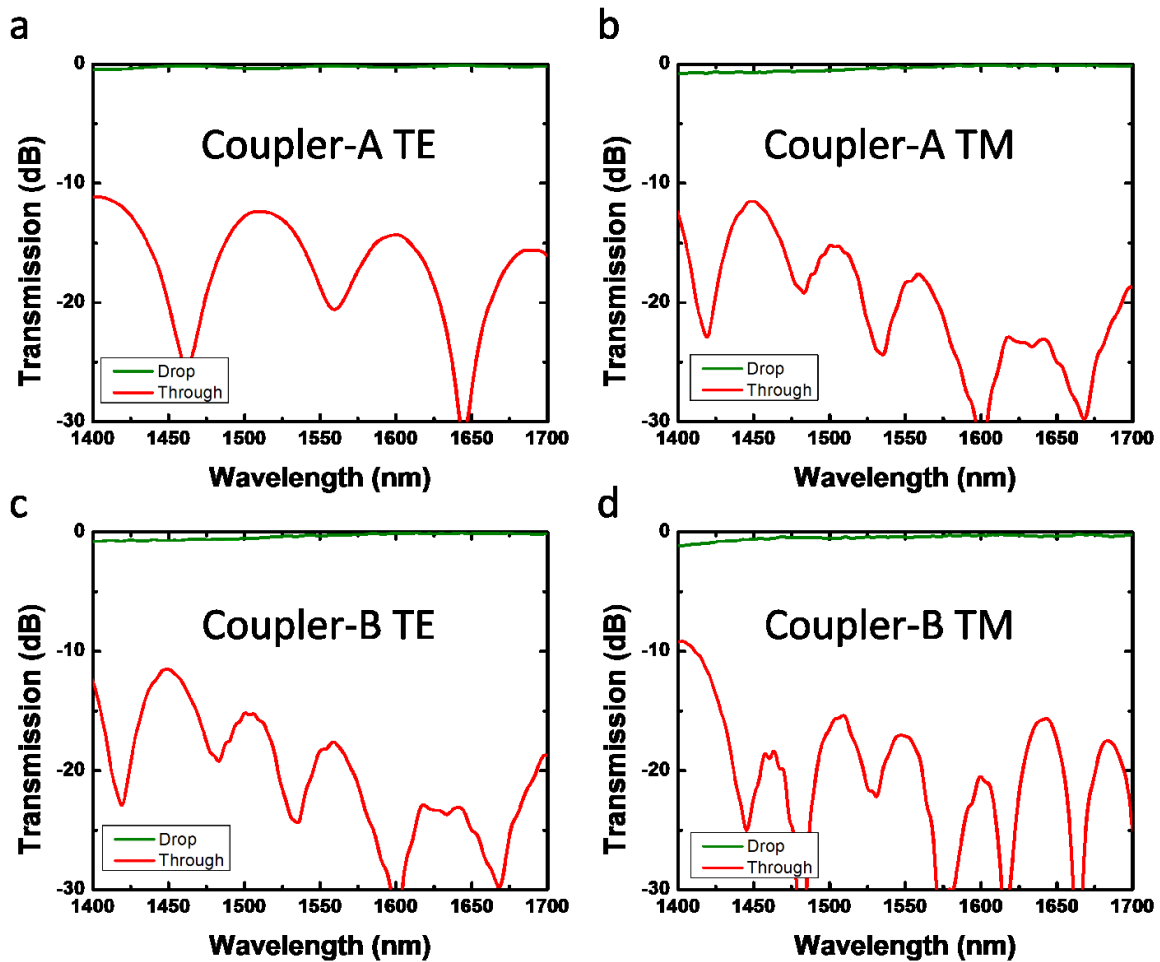 a
Coupler-A TE
Transmission (dB)
0
-10
-20
-30
Drop
Through
1400 1450 1500 1550 1600 1650 1700
Wavelength (nm)
b
Coupler-A TM
Transmission (dB)
0
-10
-20
-30
Drop
Through
1400 1450 1500 1550 1600 1650 1700
Wavelength (nm)
c
Coupler-B TE
Transmission (dB)
0
-10
-20
-30
Drop
Through
1400 1450 1500 1550 1600 1650 1700
Wavelength (nm)
d
Coupler-B TM
Transmission (dB)
0
-10
-20
-30
Drop
Through
1400 1450 1500 1550 1600 1650 1700
Wavelength (nm)